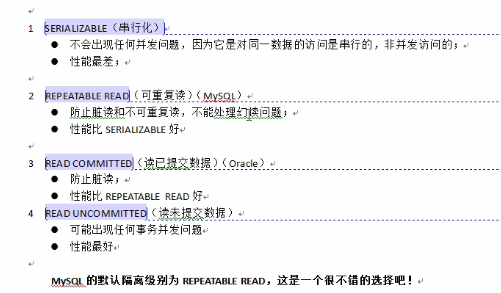 1 SERIALIZABLE（串行化）
● 不会出现任何并发问题，因为它是对同一数据的访问是串行的，非并发访问的；
● 性能最差；
2 REPEATABLE READ（可重复读）（MySQL）
● 防止脏读和不可重复读，不能处理幻读问题；
● 性能比 SERIALIZABLE 好
3 READ COMMITTED（读已提交数据）（Oracle）
● 防止脏读；
● 性能比 REPEATABLE READ 好
4 READ UNCOMMITTED（读未提交数据）
● 可能出现任何事务并发问题
● 性能最好
MySQL 的默认隔离级别为 REPEATABLE READ，这是一个很不错的选择吧！